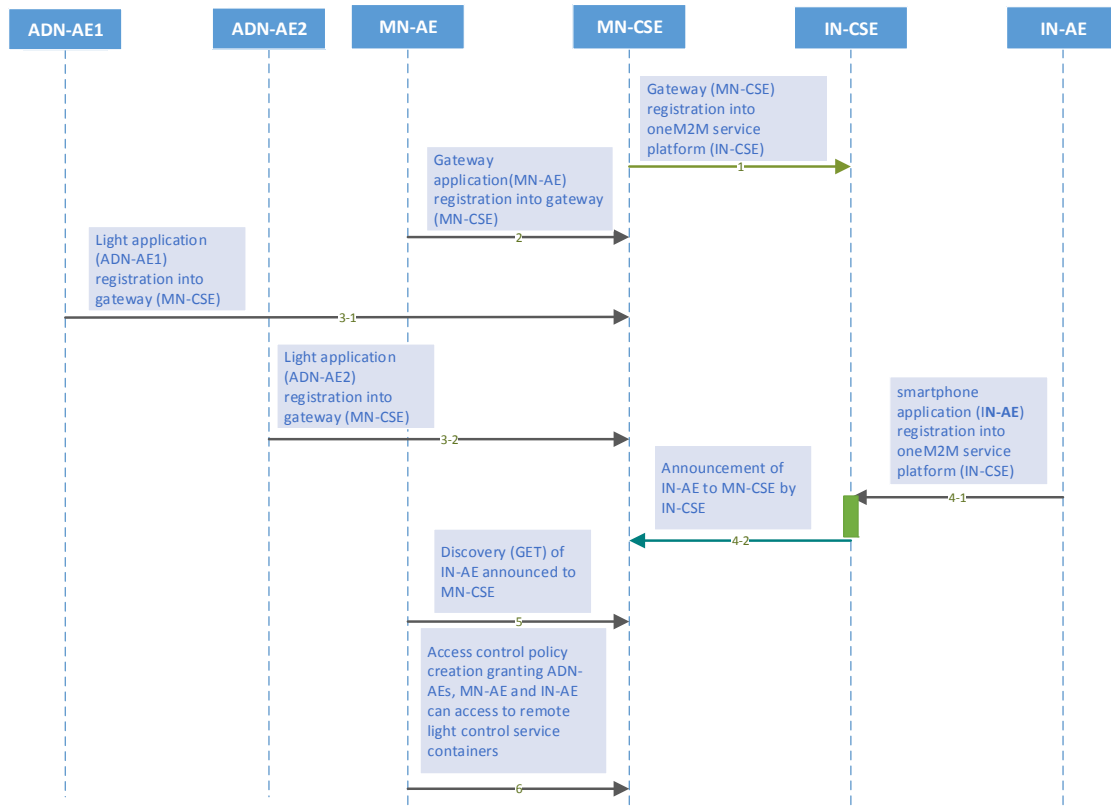 ADN-AE1
ADN-AE2
MN-AE
MN-CSE
IN-CSE
IN-AE
Gateway (MN-CSE)
registration into
oneM2M service
platform (IN-CSE)
1
Gateway
application(MN-AE)
registration into gateway
(MN-CSE)
2
Light application
(ADN-AE1)
registration into
gateway (MN-CSE)
3-1
Light application
(ADN-AE2)
registration into
gateway (MN-CSE)
3-2
smartphone
application (IN-AE)
registration into
oneM2M service
platform (IN-CSE)
4-1
Announcement of
IN-AE to MN-CSE by
IN-CSE
4-2
Discovery (GET) of
IN-AE announced to
MN-CSE
5
Access control policy
creation granting ADN-
AEs, MN-AE and IN-AE
can access to remote
light control service
containers
6